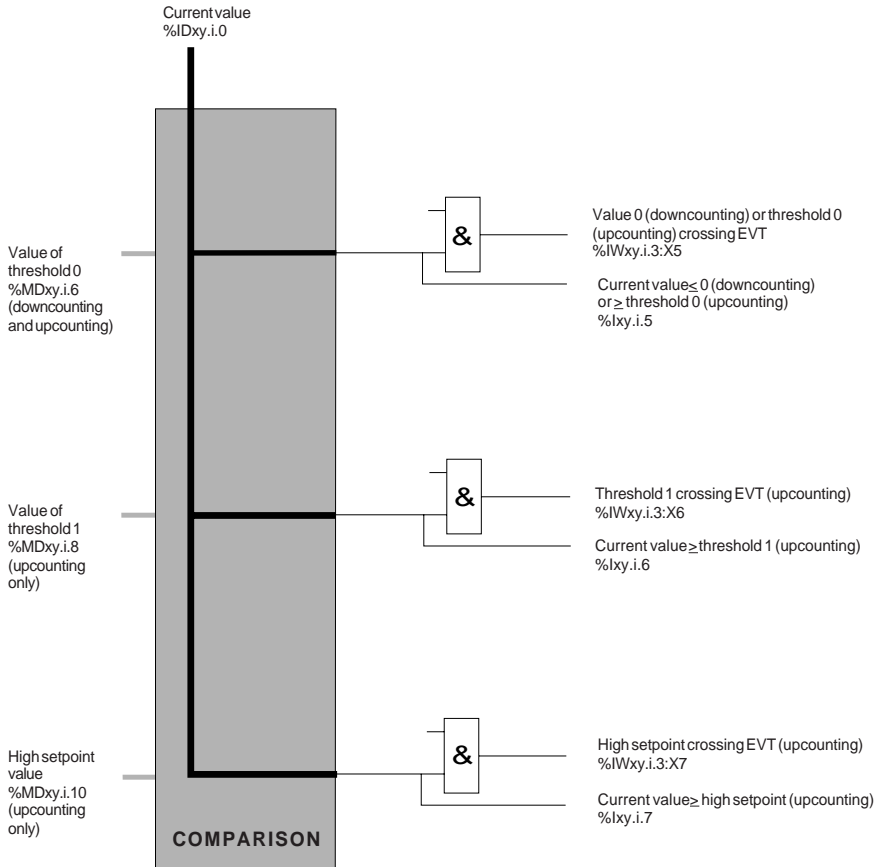 Current value
%IDxy.i.0
&
Value 0 (downcounting) or threshold 0
(upcounting) crossing EVT
%IWxy.i.3:X5
Value of
threshold 0
%MDxy.i.6
(downcounting
and upcounting)
Current value ≤ 0 (downcounting)
or ≥ threshold 0 (upcounting)
%Ixy.i.5
&
Threshold 1 crossing EVT (upcounting)
%IWxy.i.3:X6
Value of
threshold 1
%MDxy.i.8
(upcounting
only)
Current value ≥ threshold 1 (upcounting)
%Ixy.i.6
&
High setpoint crossing EVT (upcounting)
%IWxy.i.3:X7
High setpoint
value
%MDxy.i.10
(upcounting
only)
Current value ≥ high setpoint (upcounting)
%Ixy.i.7
COMPARISON